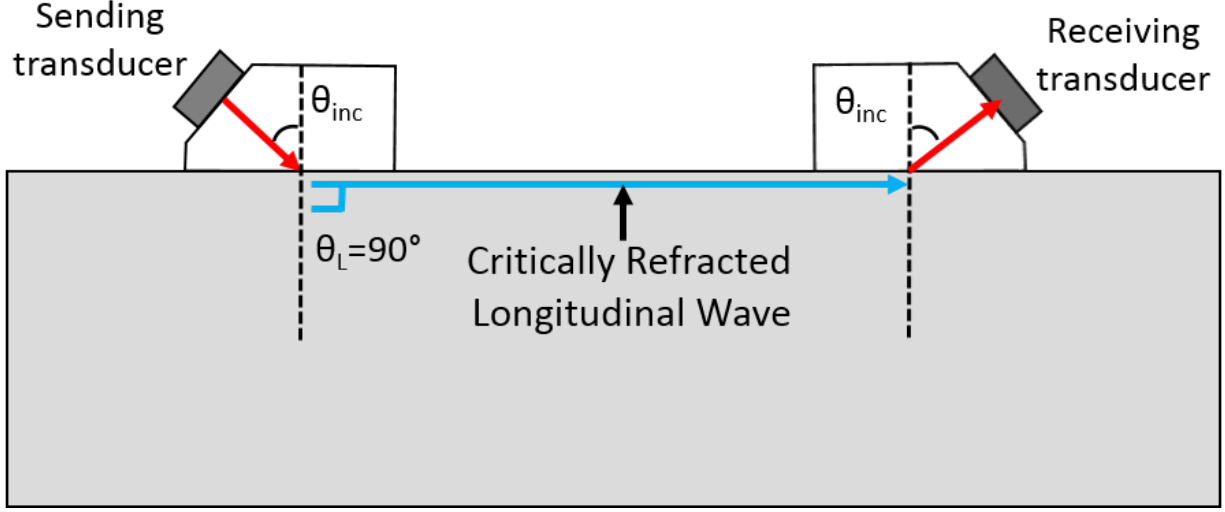 Sending
transducer
Receiving
transducer
θinc
θinc
θL=90°
Critically Refracted
Longitudinal Wave